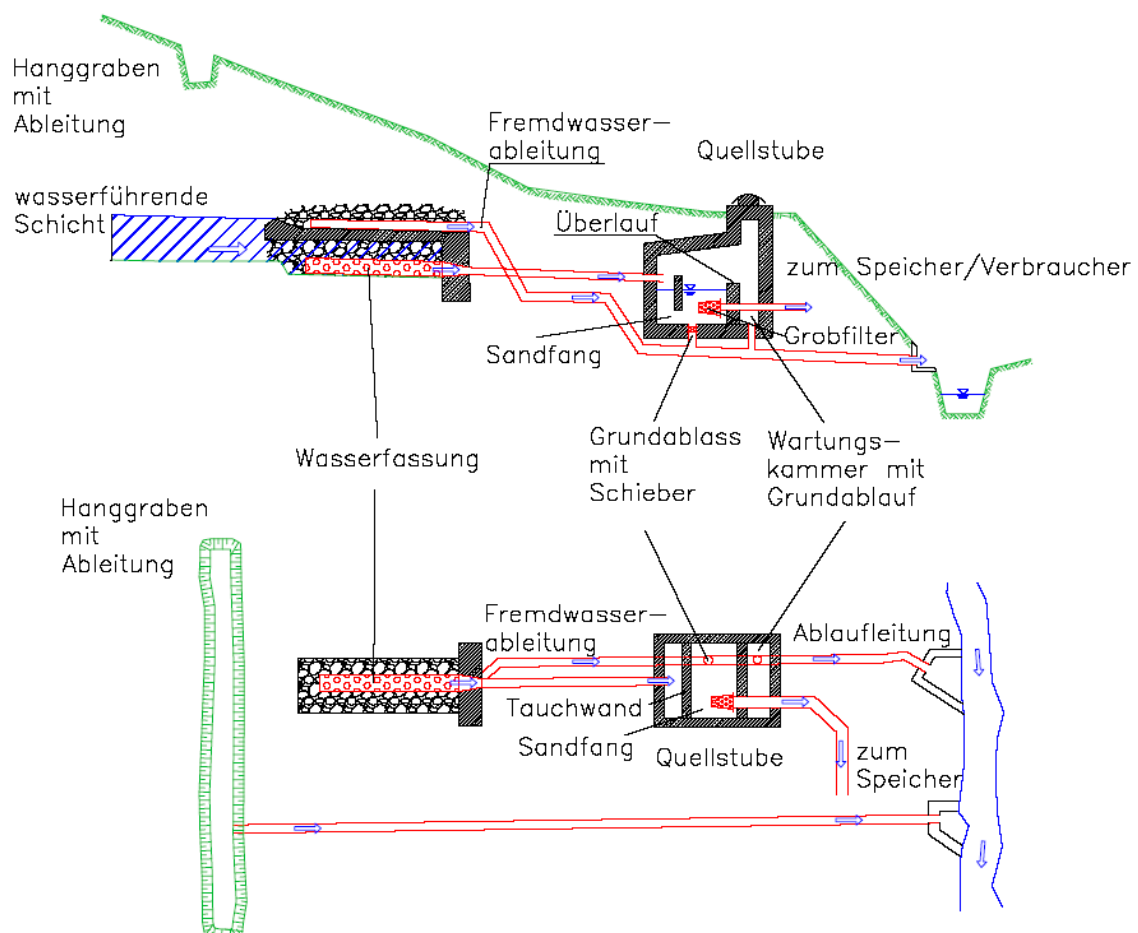 Hanggraben
mit
Ableitung
Fremdwasser-
ableitung
Quellstube
wasserführende
Schicht
Überlauf
zum Speicher/Verbraucher
Sandfang
Grobfilter
Wasserfassung
Grundablass
mit
Schieber
Wartungs-
kammer mit
Grundablauf
Hanggraben
mit
Ableitung
Fremdwasser-
ableitung
Ablaufleitung
Tauchwand
Sandfang
Quellstube
zum
Speicher